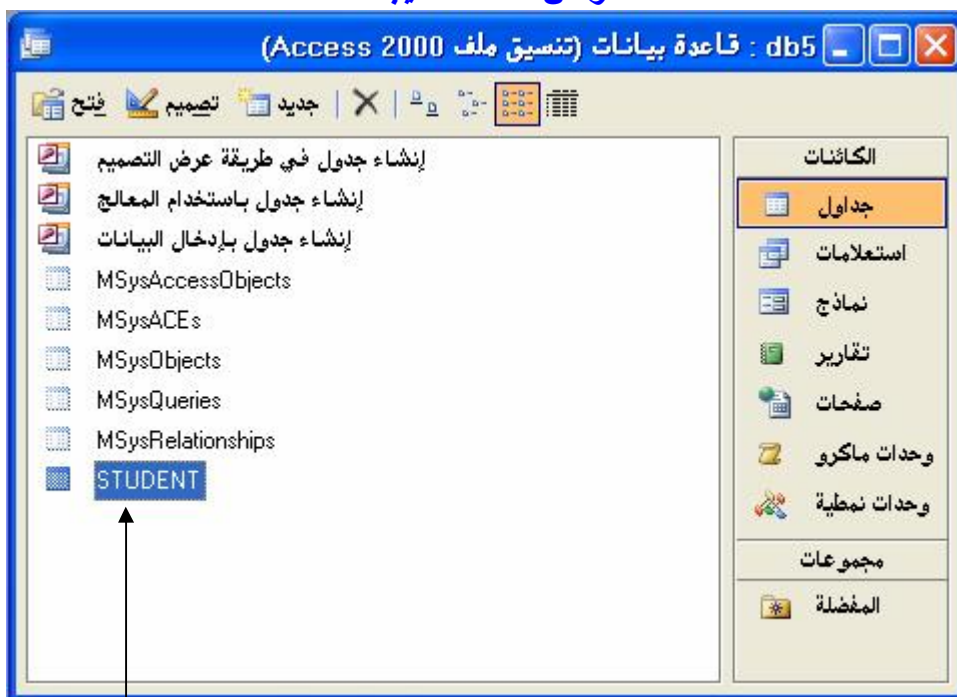 db5 : قاعدة بيانات (تنسيق ملف Access 2000)
فتح تصميم جديد
الكائنات
جداول
استعلامات
نماذج
تقارير
صفحات
وحدات ماكرو
وحدات نمطية
مجموعات
المفضلة
إنشاء جدول في طريقة عرض التصميم
إنشاء جدول باستخدام المعالج
إنشاء جدول بإدخال البيانات
MSysAccessObjects
MSysACEs
MSysObjects
MSysQueries
MSysRelationships
STUDENT